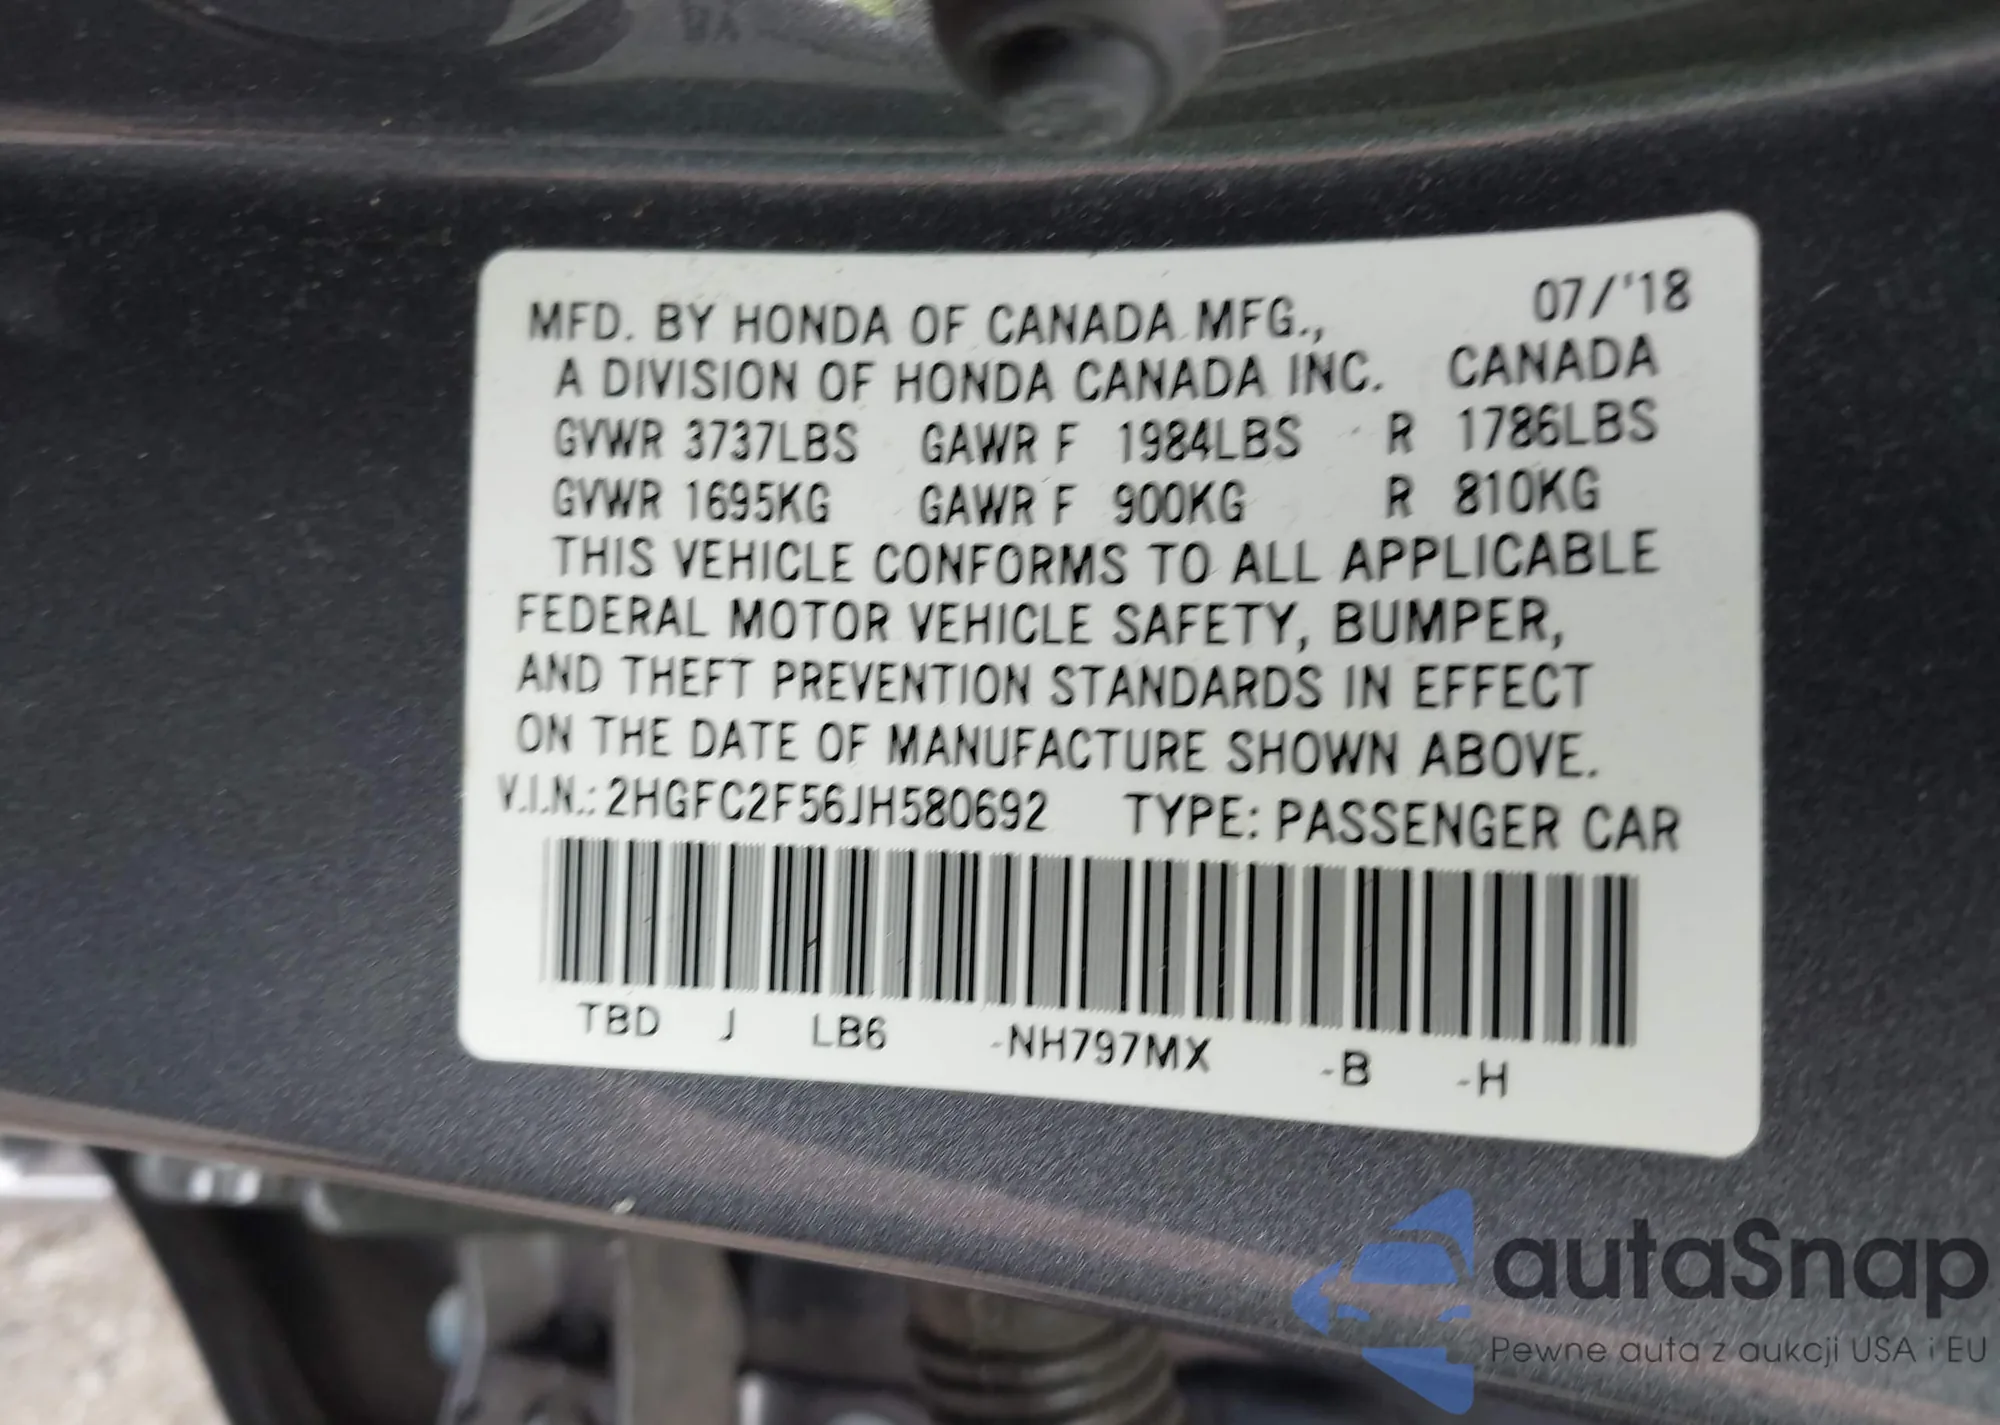 MFD. BY HONDA OF CANADA MFG., 07/'18
A DIVISION OF HONDA CANADA INC. CANADA
GVWR 3737LBS GAWR F 1984LBS R 1786LBS
GVWR 1695KG GAWR F 900KG R 810KG
THIS VEHICLE CONFORMS TO ALL APPLICABLE
FEDERAL MOTOR VEHICLE SAFETY, BUMPER,
AND THEFT PREVENTION STANDARDS IN EFFECT
ON THE DATE OF MANUFACTURE SHOWN ABOVE.
V.I.N.: 2HGFC2F56JH580692 TYPE: PASSENGER CAR
TBD J LB6 -NH797MX -B -H
autaSnap
Pewne auta z aukcji USA i EU